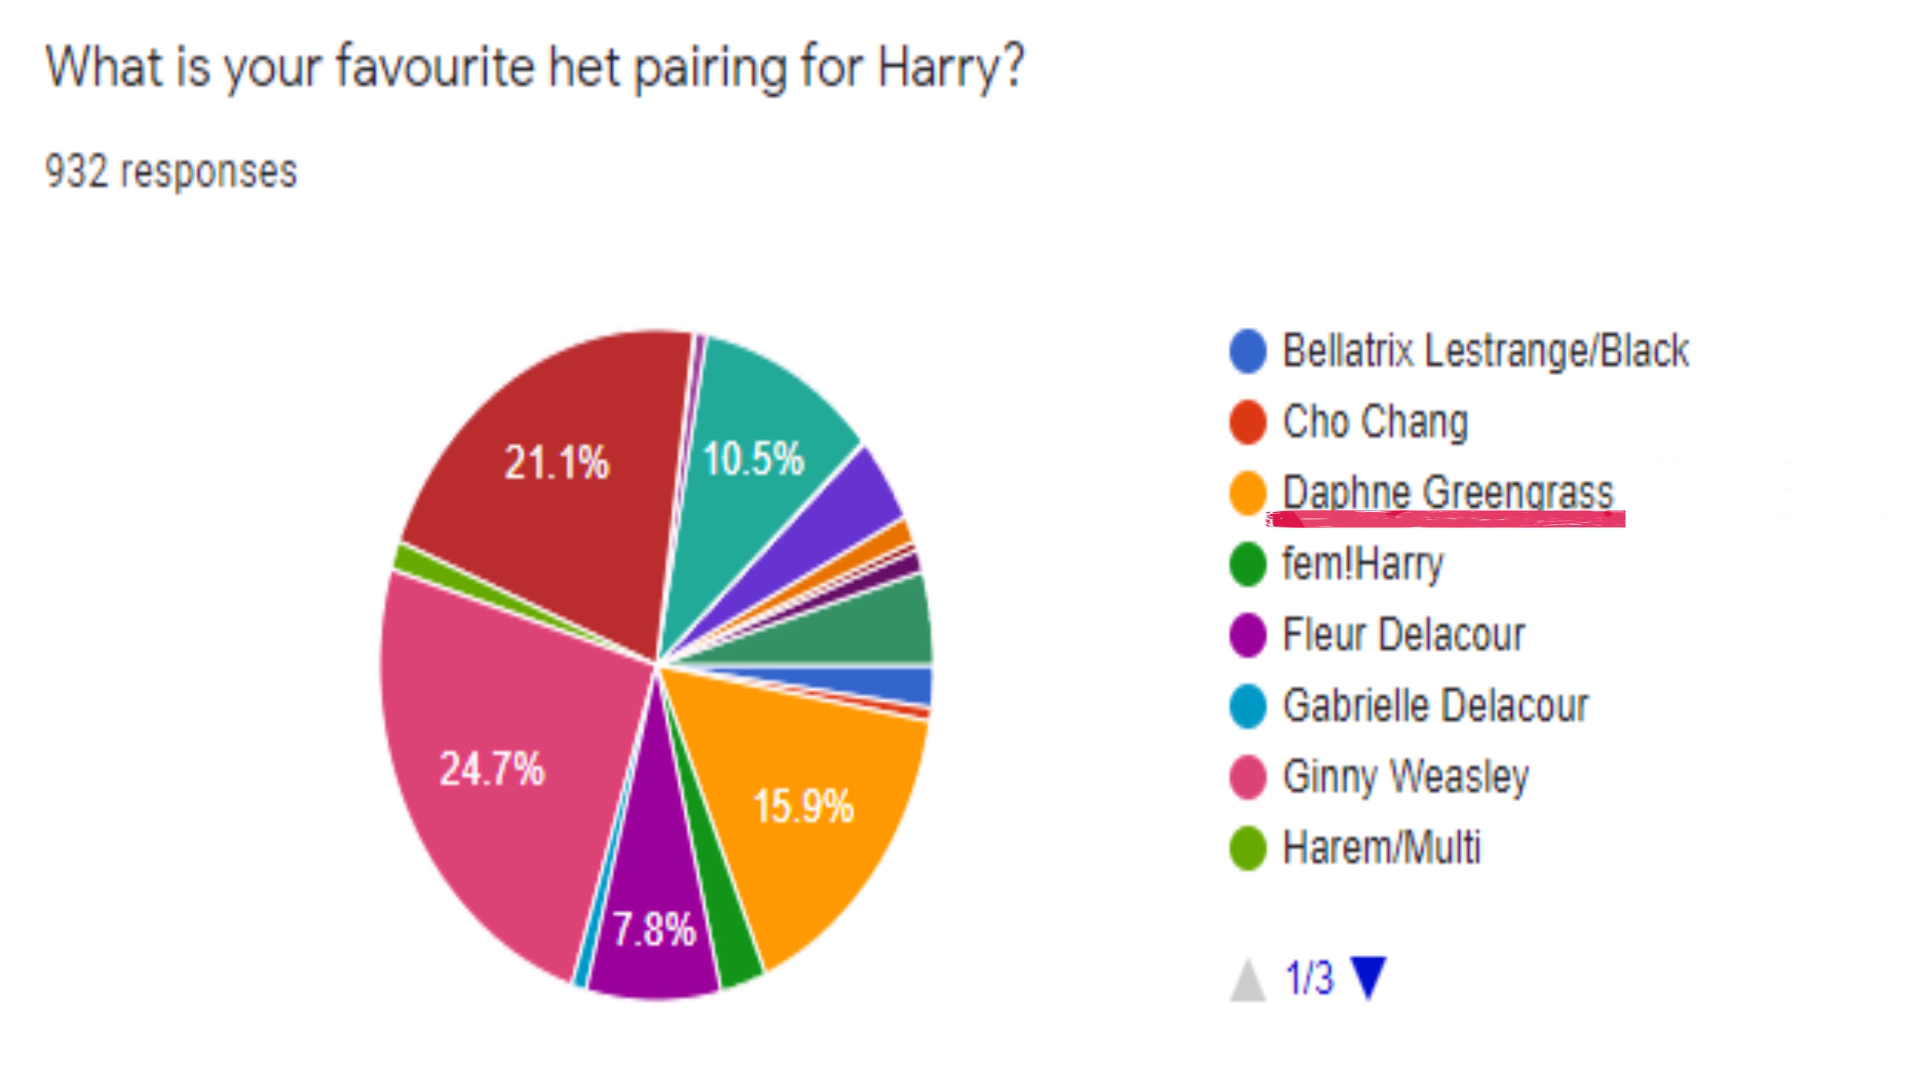 What is your favourite het pairing for Harry?
932 responses
21.1%
10.5%
24.7%
15.9%
7.8%
Bellatrix Lestrange/Black
Cho Chang
Daphne Greengrass
fem!Harry
Fleur Delacour
Gabrielle Delacour
Ginny Weasley
Harem/Multi
1/3